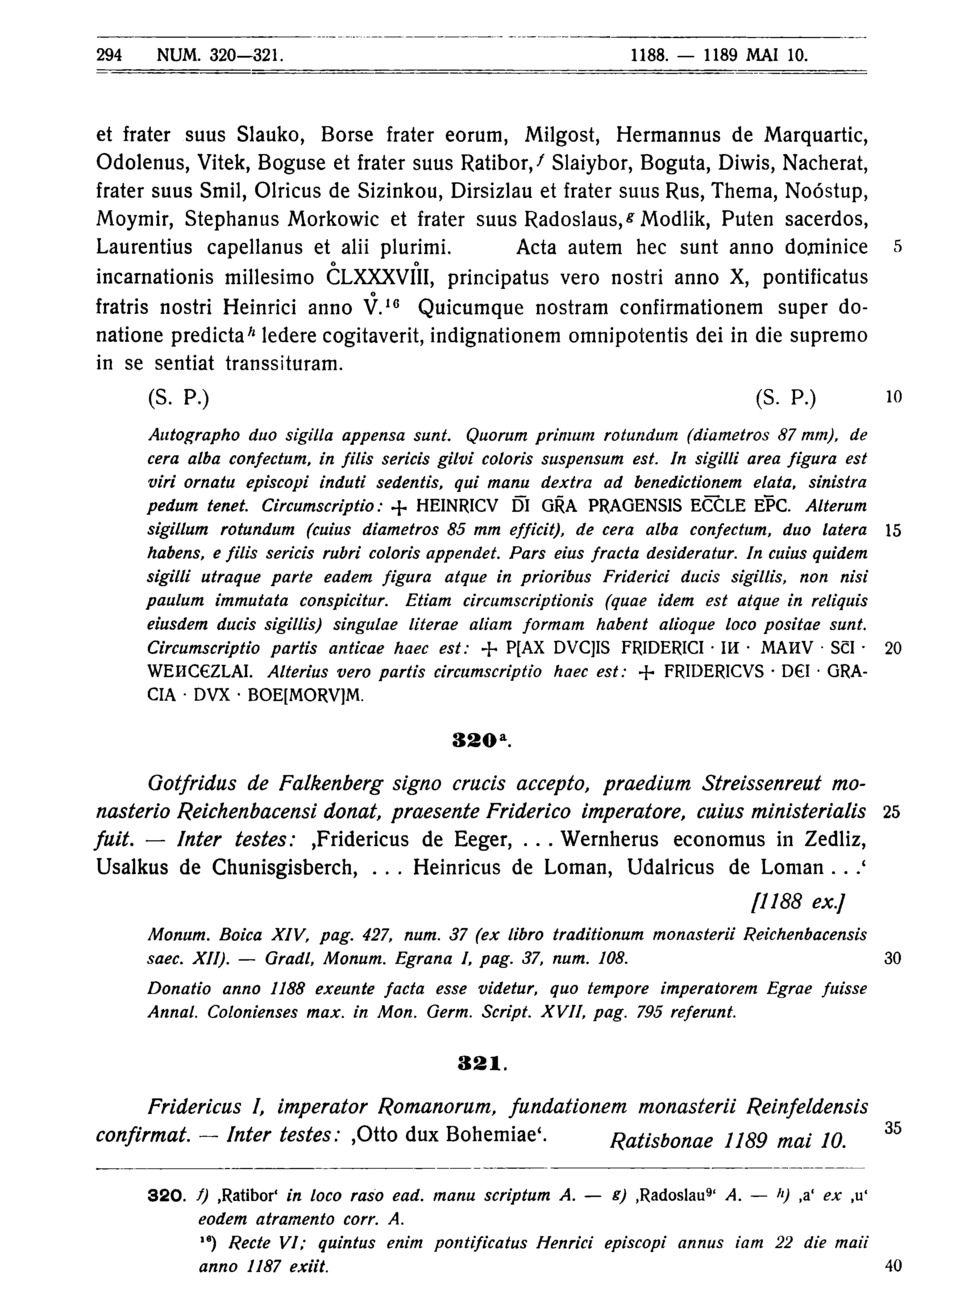 294 NUM. 320—321. 1188. — 1189 MAI 10.
et frater suus Slauko, Borse frater eorum, Milgost, Hermannus de Marquartic,
Odolenus, Vitek, Boguse et frater suus Ratibor,f Slaiybor, Boguta, Diwis, Nacherat,
frater suus Smil, Olricus de Sizinkou, Dirsizlau et frater suus Rus, Thema, Noóstup,
Moymir, Stephanus Morkowic et frater suus Radoslaus,g Modlik, Puten sacerdos,
Laurentius capellanus et alii plurimi. Acta autem hec sunt anno dominice 5
incarnationis millesimo C̊LXXXVII̊I, principatus vero nostri anno X, pontificatus
fratris nostri Heinrici anno V̊.¹⁶ Quicumque nostram confirmationem super do-
natione predictaʰ ledere cogitaverit, indignationem omnipotentis dei in die supremo
in se sentiat transsituram.
(S. P.) (S. P.) 10
Autographo duo sigilla appensa sunt. Quorum primum rotundum (diametros 87 mm), de
cera alba confectum, in filis sericis gilvi coloris suspensum est. In sigilli area figura est
viri ornatu episcopi induti sedentis, qui manu dextra ad benedictionem elata, sinistra
pedum tenet. Circumscriptio: + HEINRICV D̄I GR̄A PRAGENSIS EC̄C̄LE EP̄C. Alterum
sigillum rotundum (cuius diametros 85 mm efficit), de cera alba confectum, duo latera 15
habens, e filis sericis rubri coloris appendet. Pars eius fracta desideratur. In cuius quidem
sigilli utraque parte eadem figura atque in prioribus Friderici ducis sigillis, non nisi
paulum immutata conspicitur. Etiam circumscriptionis (quae idem est atque in reliquis
eiusdem ducis sigillis) singulae literae aliam formam habent alioque loco positae sunt.
Circumscriptio partis anticae haec est: + P[AX DVC]IS FRIDERICI · IИ · MAИV · SC̄I · 20
WEИCЄZLAI. Alterius vero partis circumscriptio haec est: + FRIDERICVS · DЄI · GRA-
CIA · DVX · BOE[MORV]M.
320ᵃ.
Gotfridus de Falkenberg signo crucis accepto, praedium Streissenreut mo-
nasterio Reichenbacensi donat, praesente Friderico imperatore, cuius ministerialis 25
fuit. — Inter testes: ‚Fridericus de Eeger, ... Wernherus economus in Zedliz,
Usalkus de Chunisgisberch, ... Heinricus de Loman, Udalricus de Loman ...‘
[1188 ex.]
Monum. Boica XIV, pag. 427, num. 37 (ex libro traditionum monasterii Reichenbacensis
saec. XII). — Gradl, Monum. Egrana I, pag. 37, num. 108. 30
Donatio anno 1188 exeunte facta esse videtur, quo tempore imperatorem Egrae fuisse
Annal. Colonienses max. in Mon. Germ. Script. XVII, pag. 795 referunt.
321.
Fridericus I, imperator Romanorum, fundationem monasterii Reinfeldensis
confirmat. — Inter testes: ‚Otto dux Bohemiae‘. Ratisbonae 1189 mai 10. 35
320. f) ‚Ratibor‘ in loco raso ead. manu scriptum A. — g) ‚Radoslau⁹‘ A. — h) ‚a‘ ex ‚u‘
eodem atramento corr. A.
¹⁶) Recte VI; quintus enim pontificatus Henrici episcopi annus iam 22 die maii
anno 1187 exiit. 40